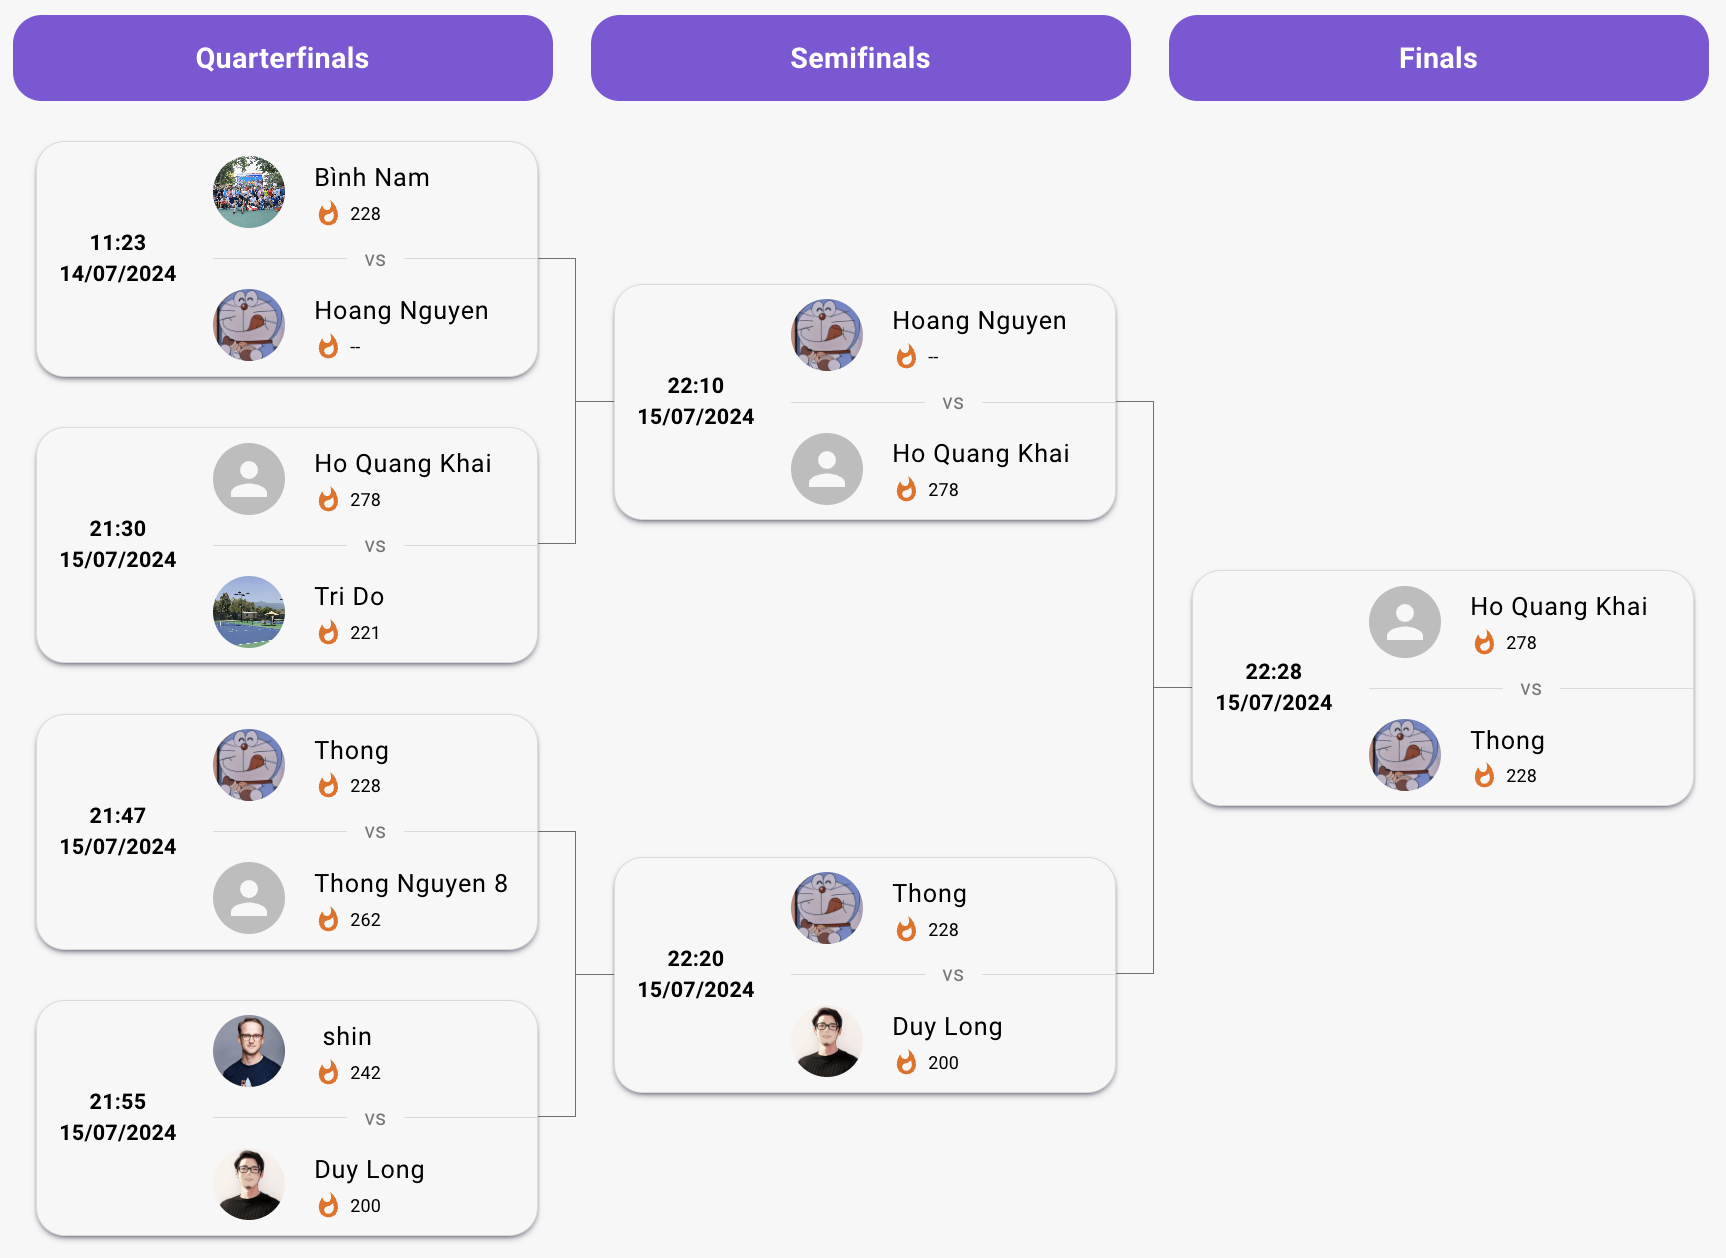 Quarterfinals
Semifinals
Finals
11:23
14/07/2024
Bình Nam
228
VS
Hoang Nguyen
--
21:30
15/07/2024
Ho Quang Khai
278
VS
Tri Do
221
21:47
15/07/2024
Thong
228
VS
Thong Nguyen 8
262
21:55
15/07/2024
shin
242
VS
Duy Long
200
22:10
15/07/2024
Hoang Nguyen
--
VS
Ho Quang Khai
278
22:20
15/07/2024
Thong
228
VS
Duy Long
200
22:28
15/07/2024
Ho Quang Khai
278
VS
Thong
228